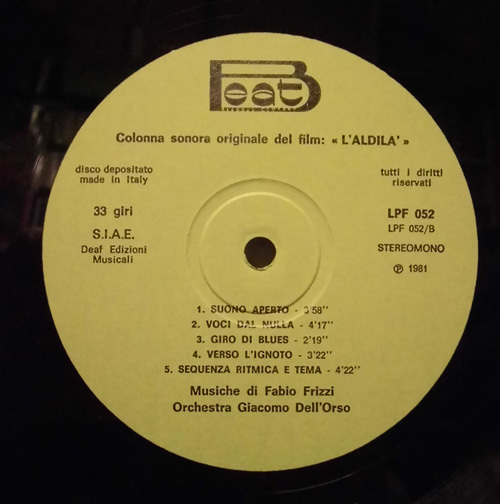 Beat
Colonna sonora originale del film: « L'ALDILA' »
disco depositato
made in Italy
tutti i diritti
riservati
33 giri
S.I.A.E.
Deaf Edizioni
Musicali
LPF 052
LPF 052/B
STEREOMONO
℗ 1981
1. SUONO APERTO - 3'58''
2. VOCI DAL NULLA - 4'17''
3. GIRO DI BLUES - 2'19''
4. VERSO L'IGNOTO - 3'22''
5. SEQUENZA RITMICA E TEMA - 4'22''
Musiche di Fabio Frizzi
Orchestra Giacomo Dell'Orso